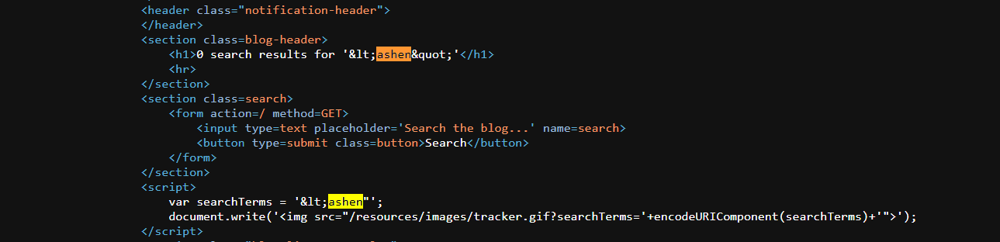 <header class="notification-header">
</header>
<section class=blog-header>
<h1>0 search results for '&lt;ashen&quot;'</h1>
<hr>
</section>
<section class=search>
<form action=/ method=GET>
<input type=text placeholder='Search the blog...' name=search>
<button type=submit class=button>Search</button>
</form>
</section>
<script>
var searchTerms = '&lt;ashen"';
document.write('<img src="/resources/images/tracker.gif?searchTerms='+encodeURIComponent(searchTerms)+'">');
</script>